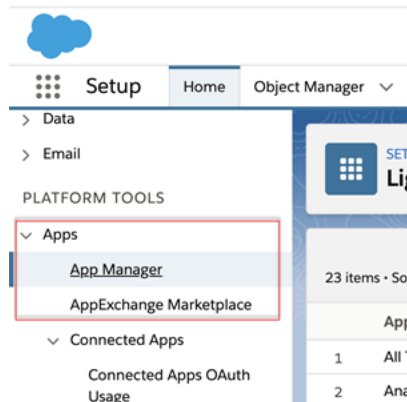 Setup
Home
Object Manager
Data
Email
PLATFORM TOOLS
Apps
App Manager
AppExchange Marketplace
Connected Apps
Connected Apps OAuth
Usage
SET
Li
23 items • So
App
1 All
2 Ana